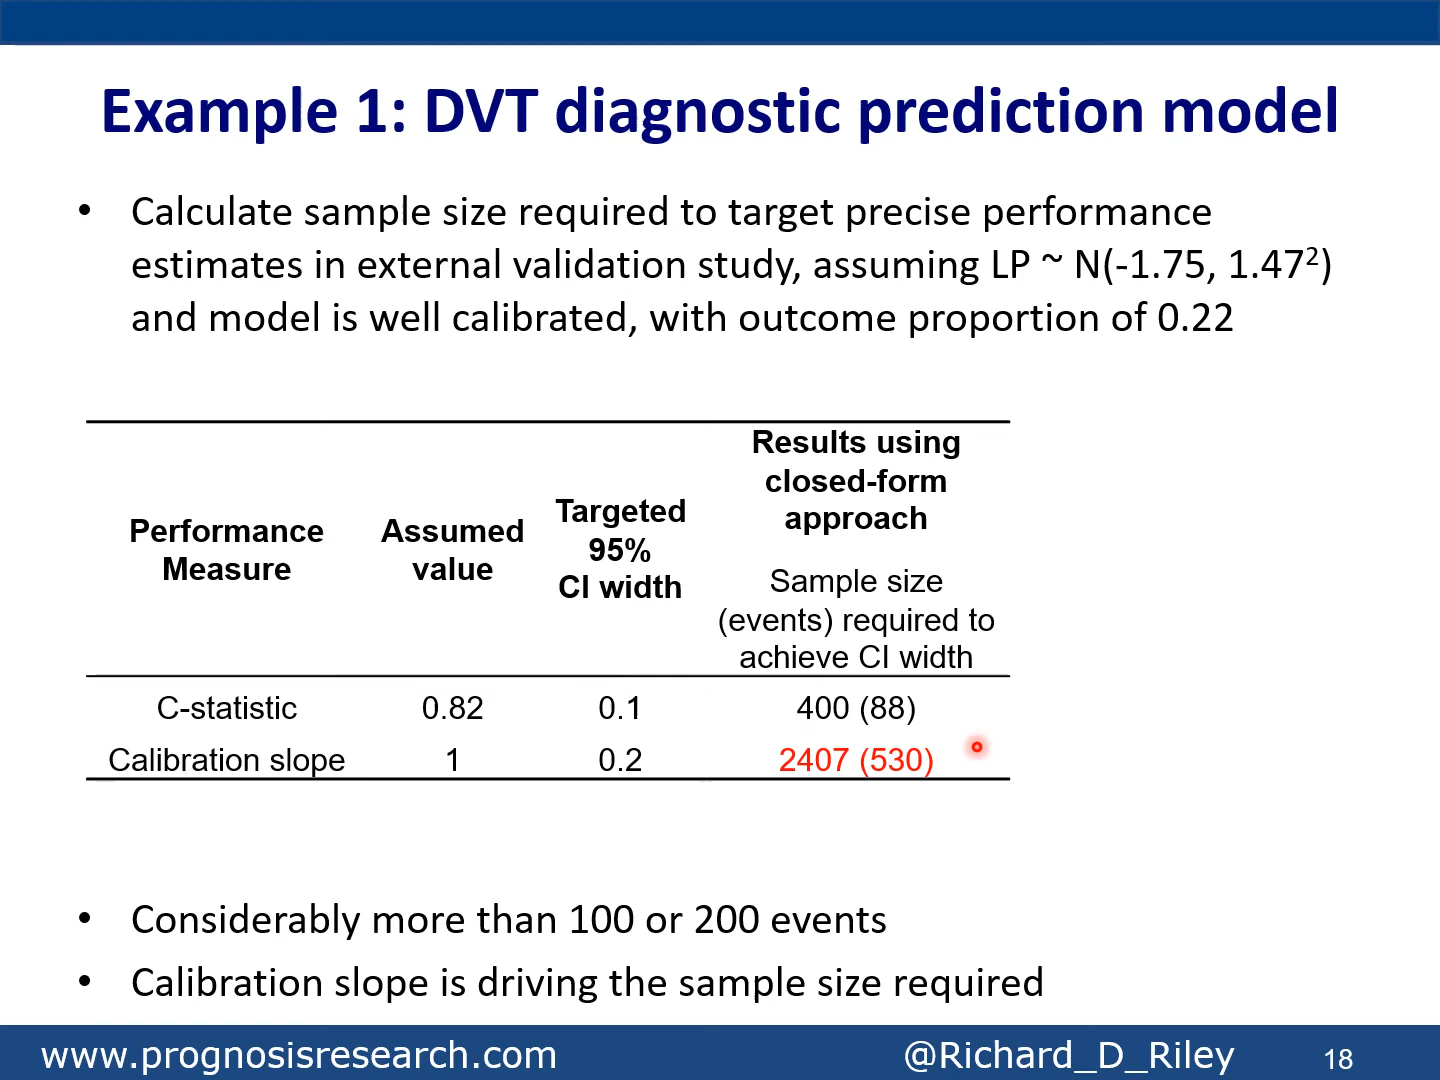 Example 1: DVT diagnostic prediction model
• Calculate sample size required to target precise performance
estimates in external validation study, assuming LP ~ N(-1.75, 1.47²)
and model is well calibrated, with outcome proportion of 0.22
Performance Measure
Assumed value
Targeted 95% CI width
Results using closed-form approach
Sample size (events) required to achieve CI width
C-statistic 0.82 0.1 400 (88)
Calibration slope 1 0.2 2407 (530)
• Considerably more than 100 or 200 events
• Calibration slope is driving the sample size required
www.prognosisresearch.com @Richard_D_Riley 18